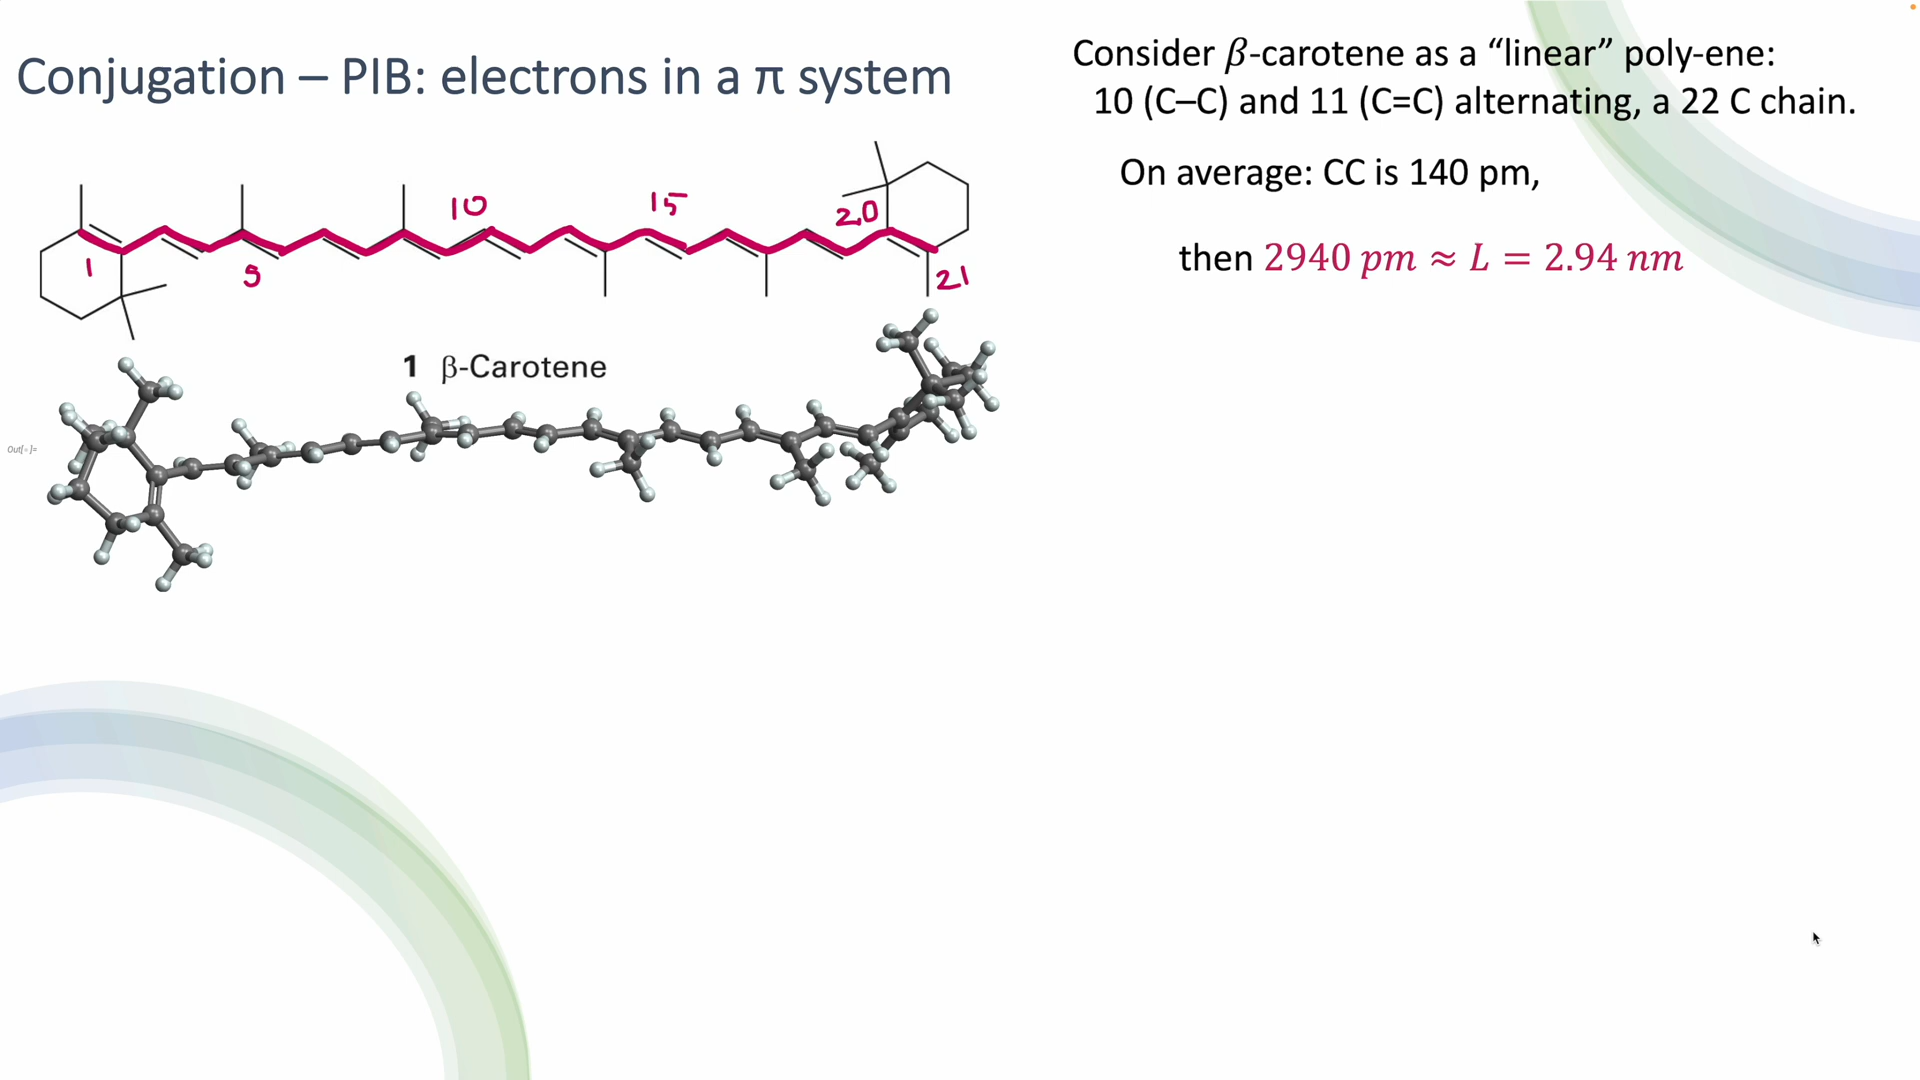 Conjugation – PIB: electrons in a π system
Consider β-carotene as a “linear” poly-ene:
10 (C–C) and 11 (C=C) alternating, a 22 C chain.
On average: CC is 140 pm,
then 2940 pm ≈ L = 2.94 nm
10
15
20
1
5
21
1 β-Carotene
Out[◦]=